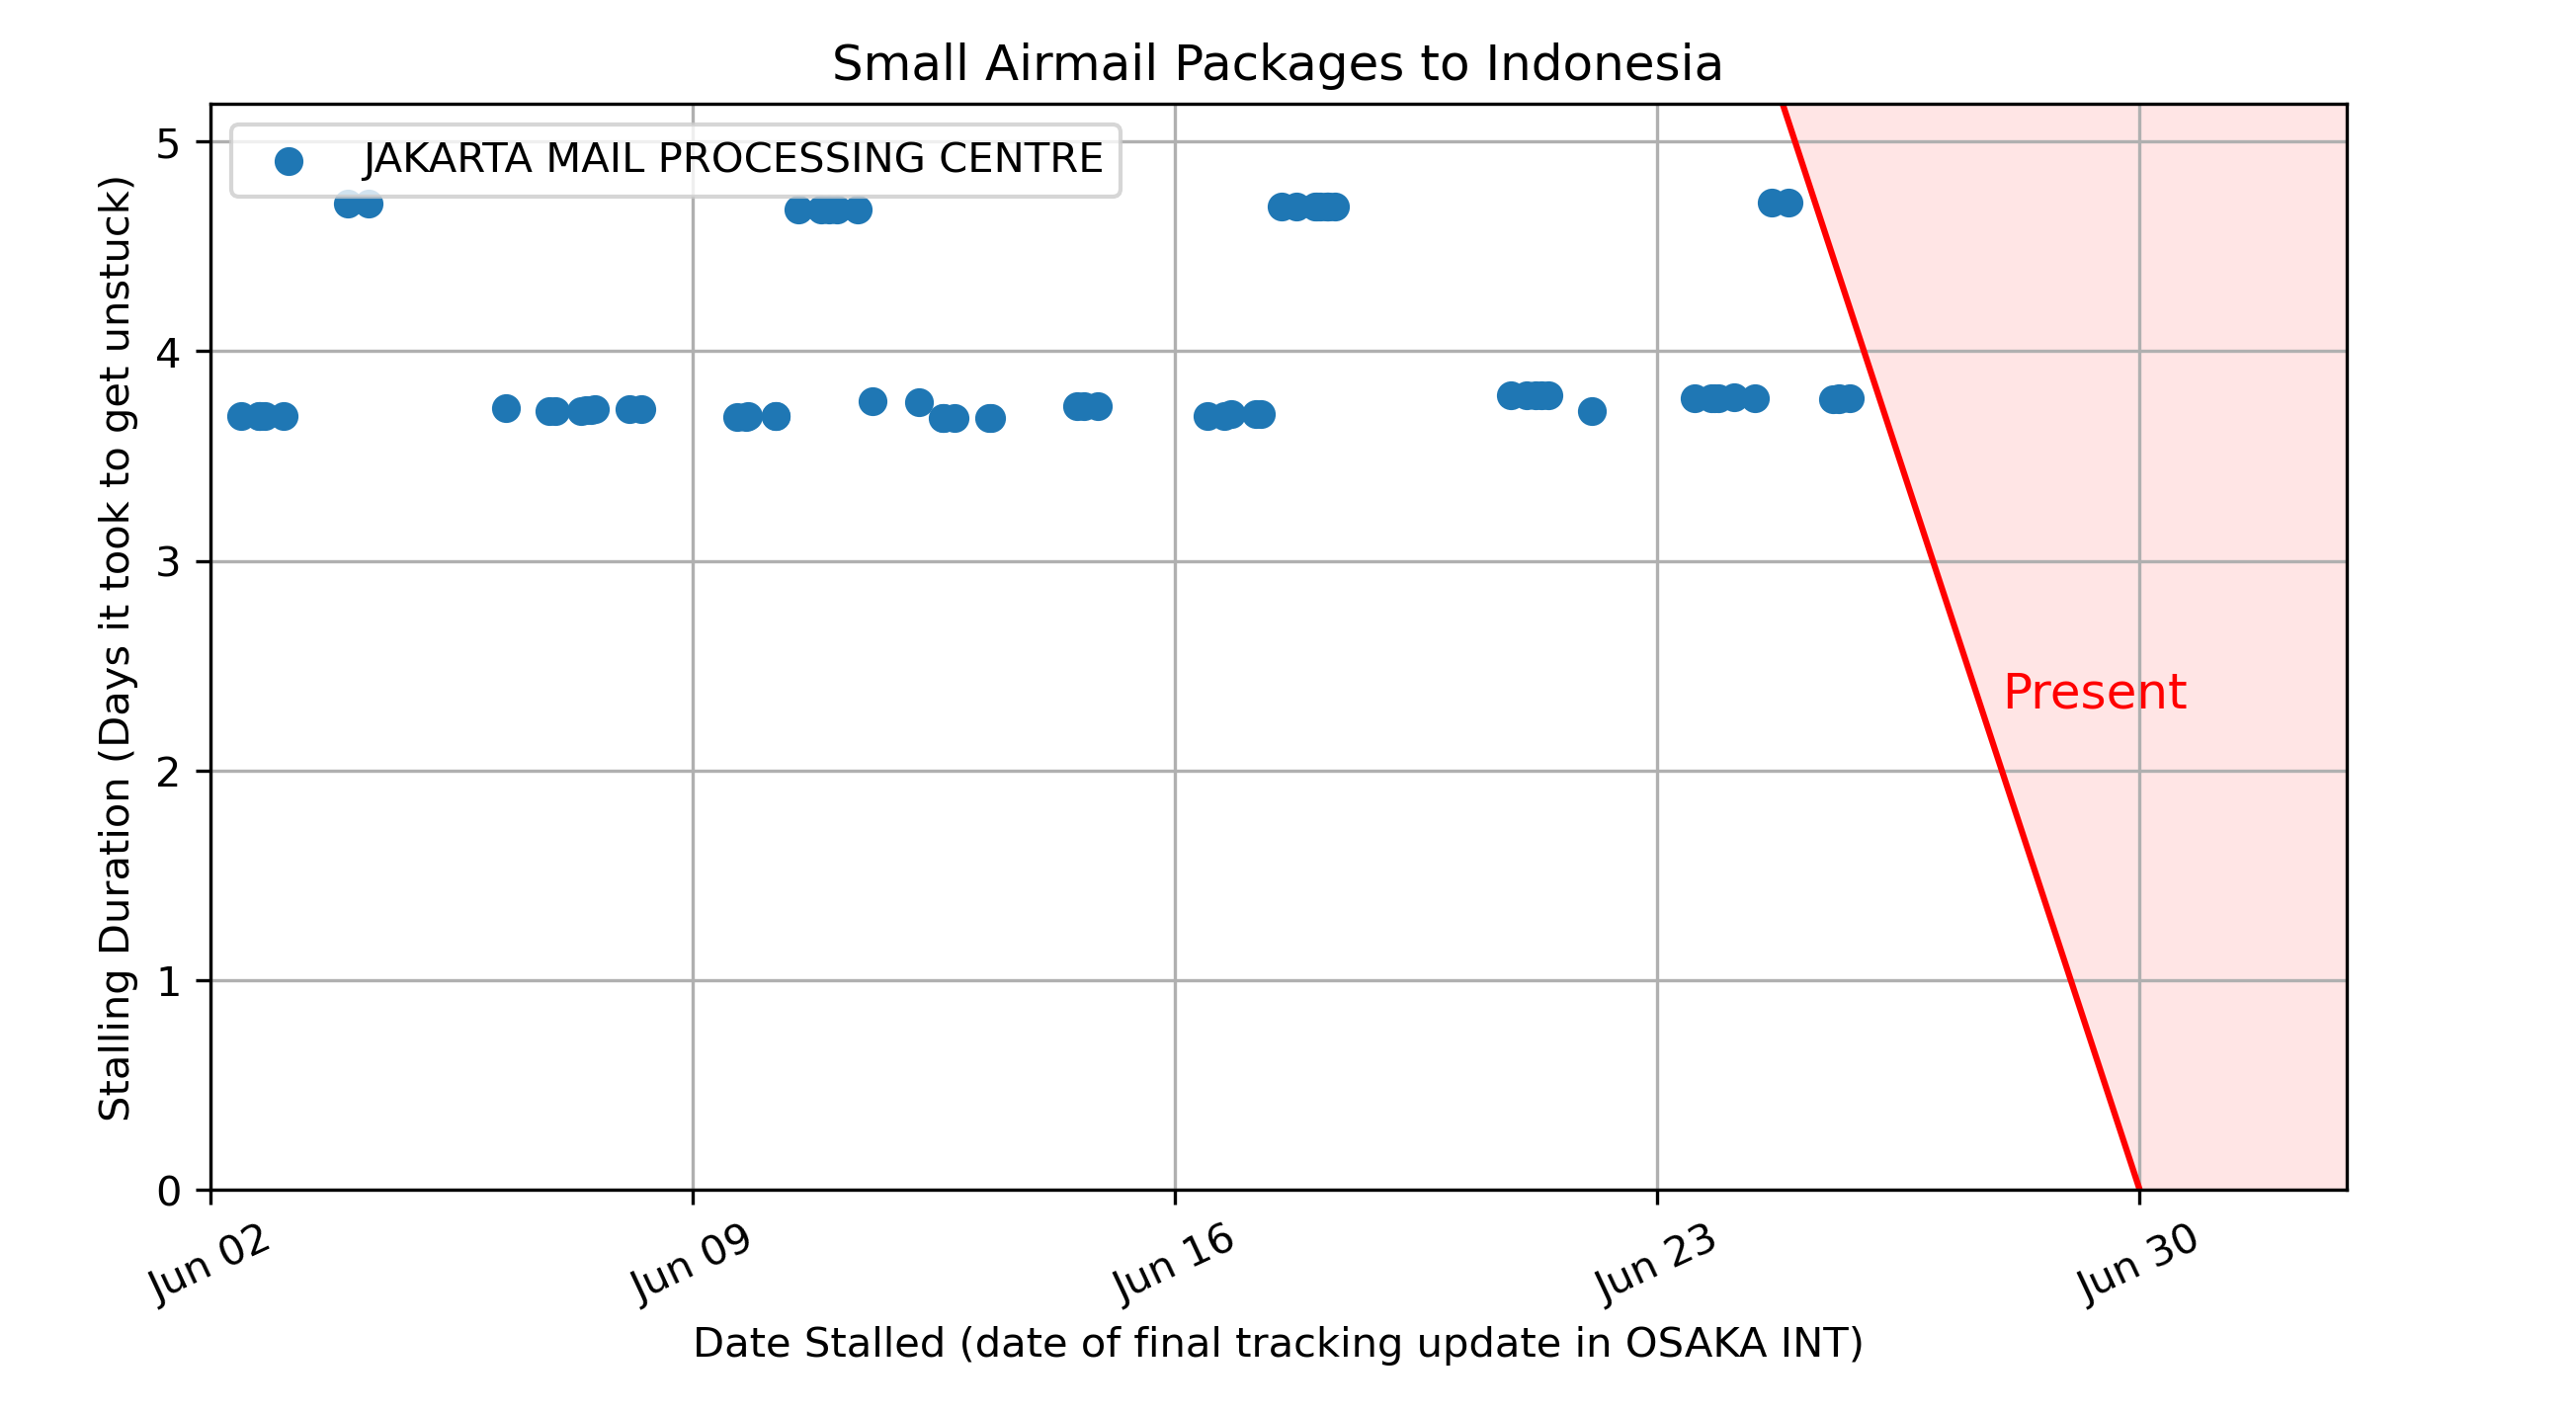 Small Airmail Packages to Indonesia
JAKARTA MAIL PROCESSING CENTRE
Stalling Duration (Days it took to get unstuck)
5
4
3
2
1
0
Present
Jun 02
Jun 09
Jun 16
Jun 23
Jun 30
Date Stalled (date of final tracking update in OSAKA INT)